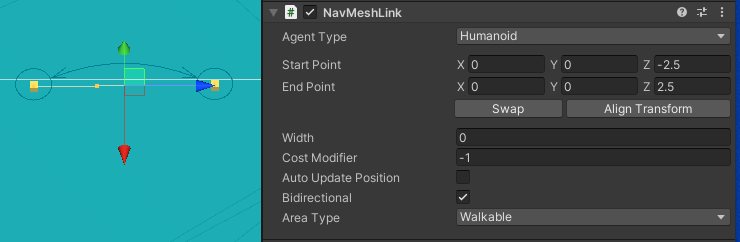 # NavMeshLink
Agent Type Humanoid
Start Point X 0 Y 0 Z -2.5
End Point X 0 Y 0 Z 2.5
Swap Align Transform
Width 0
Cost Modifier -1
Auto Update Position
Bidirectional
Area Type Walkable